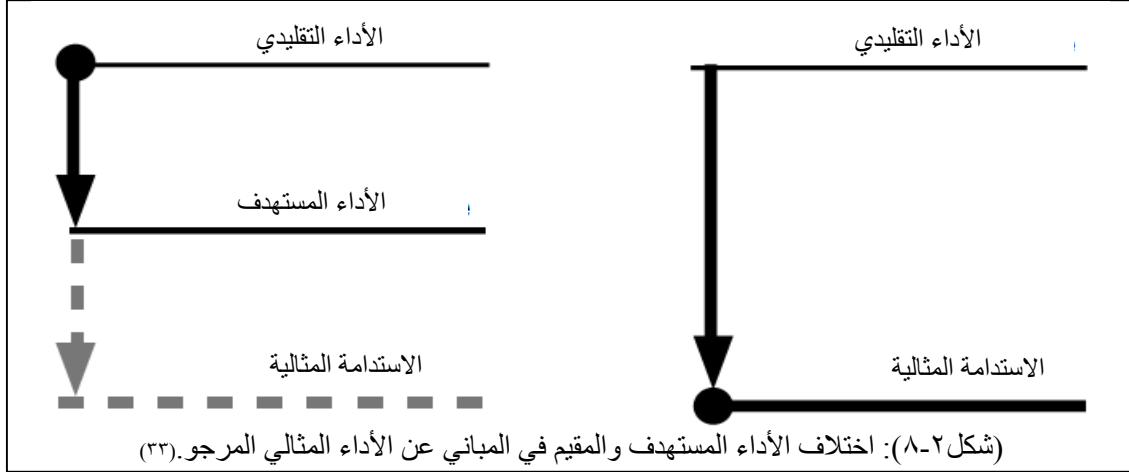 الأداء التقليدي
الأداء التقليدي
الأداء المستهدف
الاستدامة المثالية
الاستدامة المثالية
(شكل٢-٨): اختلاف الأداء المستهدف والمقيم في المباني عن الأداء المثالي المرجو.(٣٣)